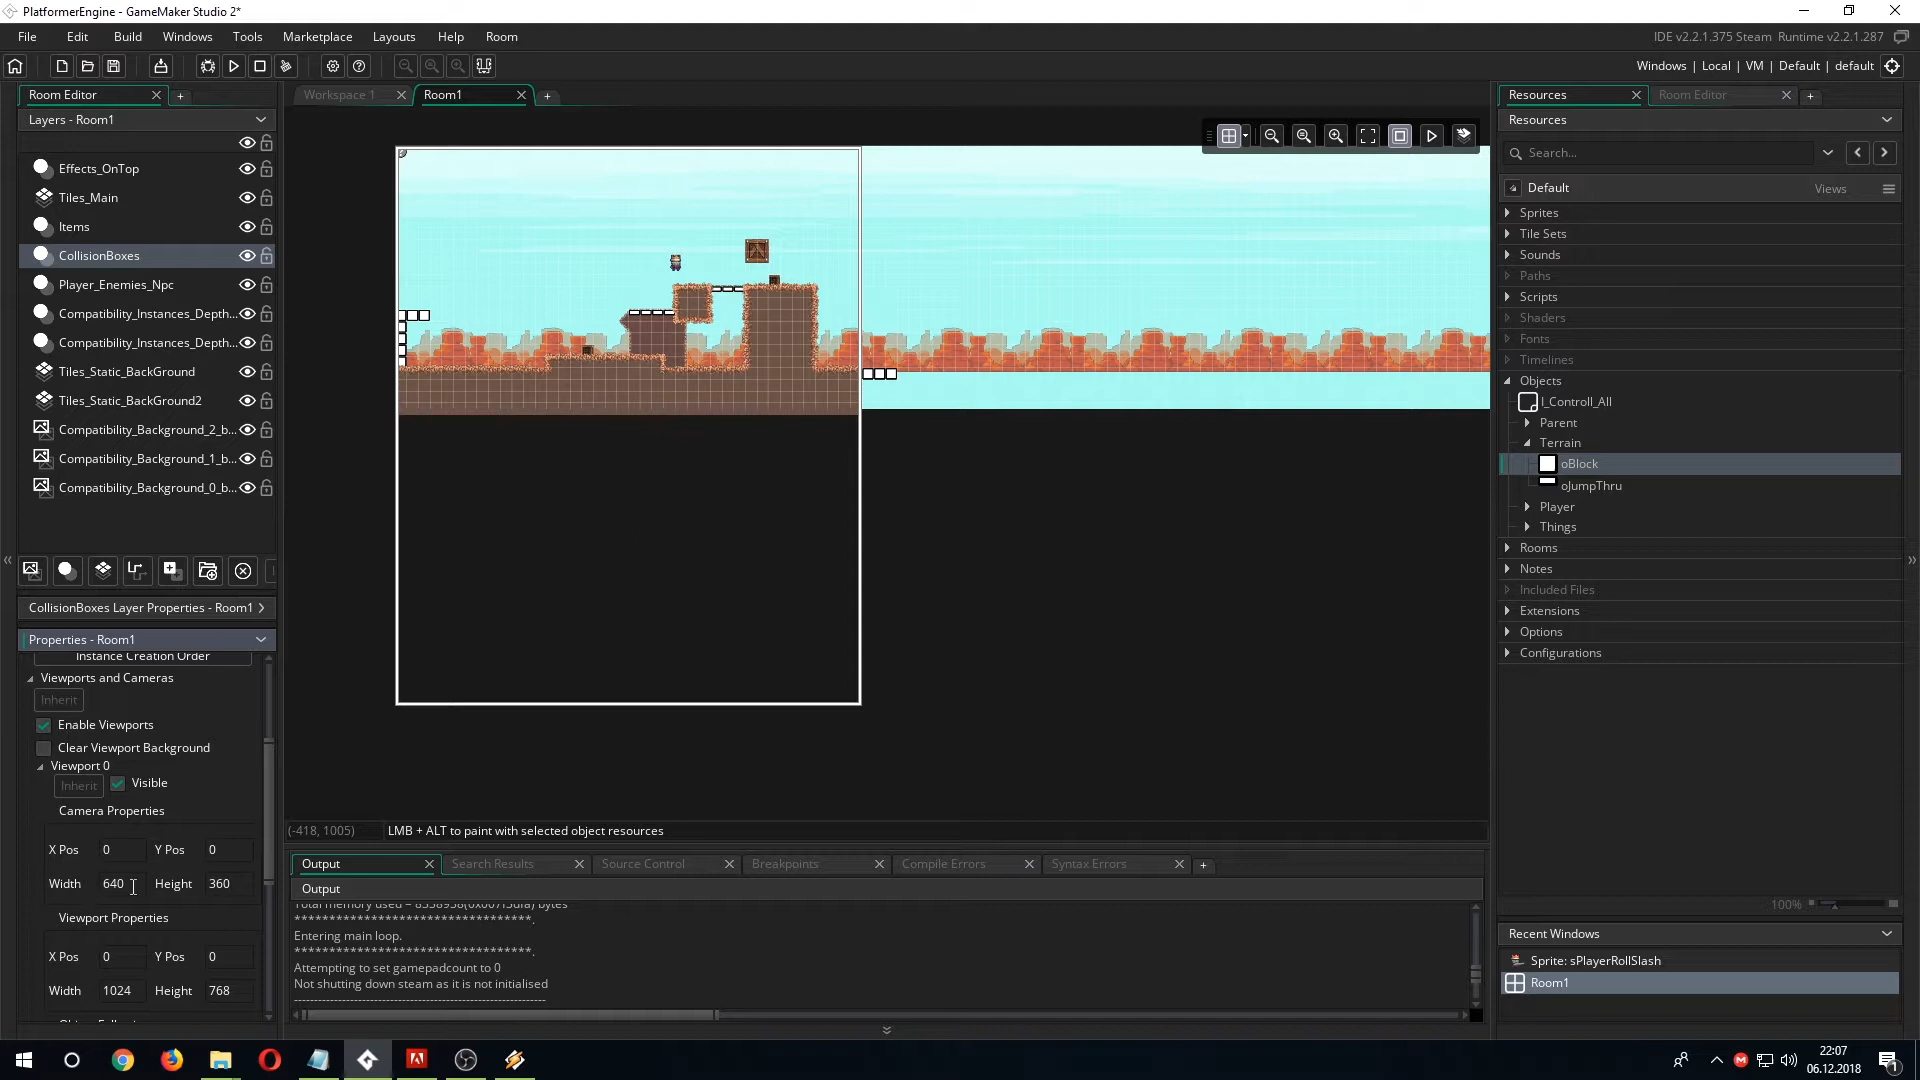 PlatformerEngine - GameMaker Studio 2*
File Edit Build Windows Tools Marketplace Layouts Help Room
IDE v2.2.1.375 Steam Runtime v2.2.1.287
Windows | Local | VM | Default | default
Room Editor
Workspace 1
Room1
Resources
Room Editor
Layers - Room1
Resources
Search...
Effects_OnTop
Tiles_Main
Items
CollisionBoxes
Player_Enemies_Npc
Compatibility_Instances_Depth...
Compatibility_Instances_Depth...
Tiles_Static_BackGround
Tiles_Static_BackGround2
Compatibility_Background_2_b...
Compatibility_Background_1_b...
Compatibility_Background_0_b...
CollisionBoxes Layer Properties - Room1
Properties - Room1
Instance Creation Order
Viewports and Cameras
Inherit
Enable Viewports
Clear Viewport Background
Viewport 0
Inherit Visible
Camera Properties
X Pos 0 Y Pos 0
Width 640 Height 360
Viewport Properties
X Pos 0 Y Pos 0
Width 1024 Height 768
(-418, 1005) LMB + ALT to paint with selected object resources
Output Search Results Source Control Breakpoints Compile Errors Syntax Errors
Output
Total memory used = 8338938(0x007f3dfa) bytes
**********************************.
Entering main loop.
**********************************.
Attempting to set gamepadcount to 0
Not shutting down steam as it is not initialised
Default
Views
Sprites
Tile Sets
Sounds
Paths
Scripts
Shaders
Fonts
Timelines
Objects
I_Controll_All
Parent
Terrain
oBlock
oJumpThru
Player
Things
Rooms
Notes
Included Files
Extensions
Options
Configurations
100%
Recent Windows
Sprite: sPlayerRollSlash
Room1
22:07
06.12.2018
1